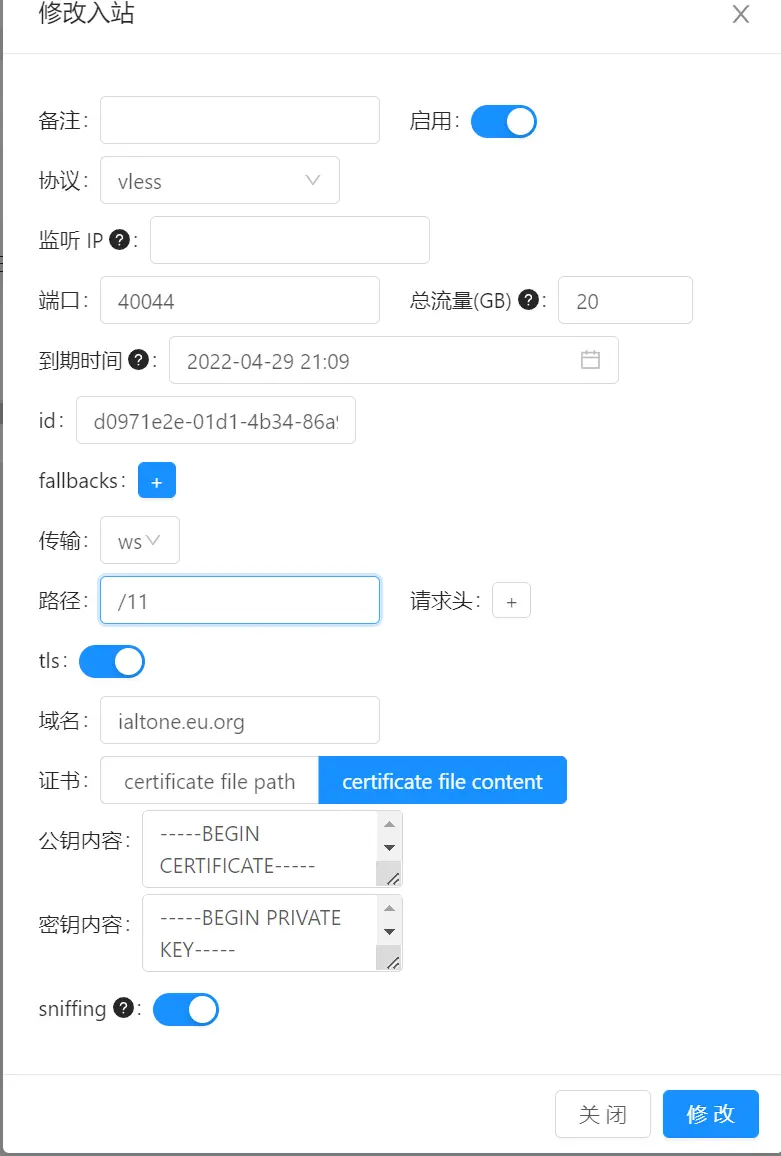 修改入站
备注：
启用：
协议：
vless
监听 IP ?：
端口：
40044
总流量(GB) ?：
20
到期时间 ?：
2022-04-29 21:09
id：
d0971e2e-01d1-4b34-86a
fallbacks：
+
传输：
ws
路径：
/11
请求头：
+
tls：
域名：
ialtone.eu.org
证书：
certificate file path
certificate file content
公钥内容：
-----BEGIN
CERTIFICATE-----
密钥内容：
-----BEGIN PRIVATE
KEY-----
sniffing ?：
关 闭
修 改